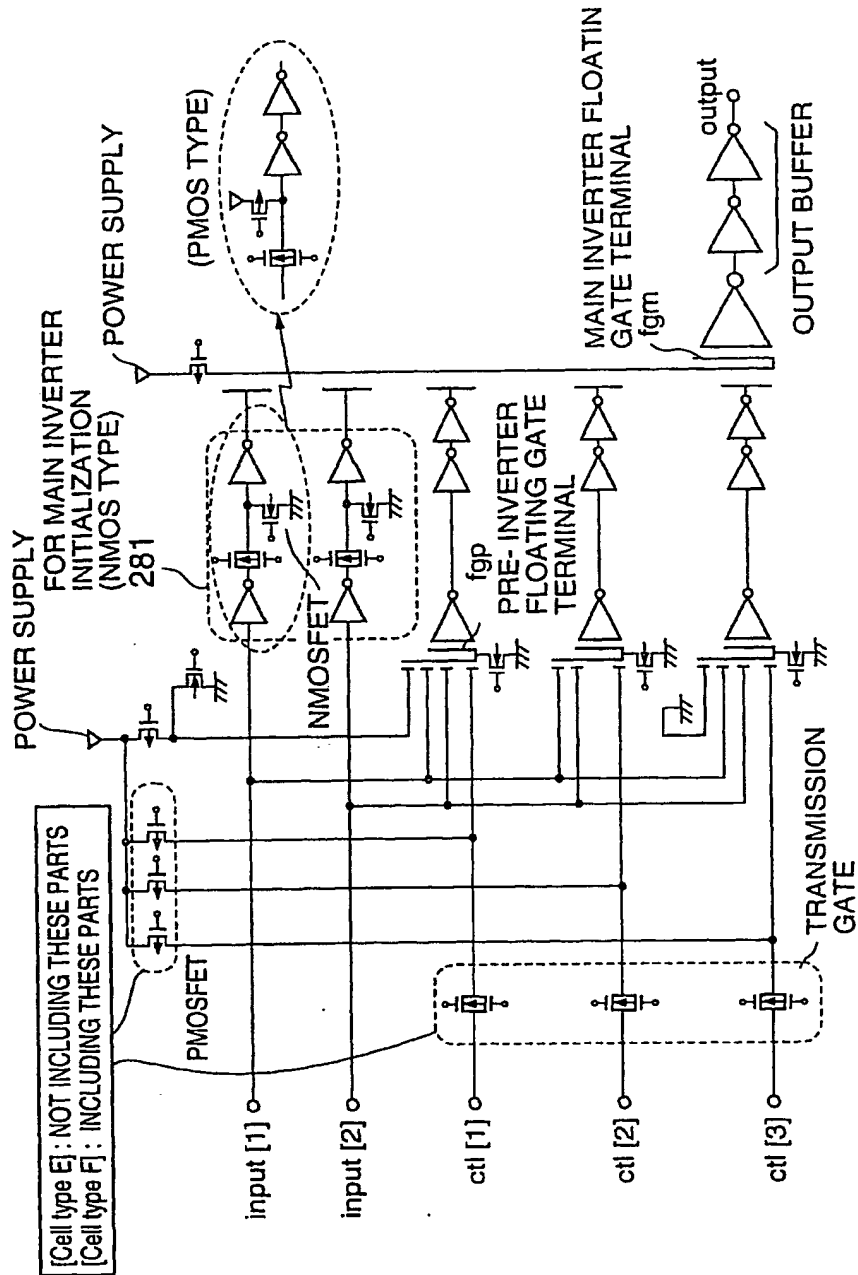 [Cell type E] : NOT INCLUDING THESE PARTS
[Cell type F] : INCLUDING THESE PARTS
POWER SUPPLY
FOR MAIN INVERTER
INITIALIZATION
(NMOS TYPE)
281
POWER SUPPLY
(PMOS TYPE)
PMOSFET
NMOSFET
input [1]
input [2]
ctl [1]
ctl [2]
ctl [3]
fgp
PRE- INVERTER
FLOATING GATE
TERMINAL
MAIN INVERTER FLOATIN
GATE TERMINAL
fgm
output
OUTPUT BUFFER
TRANSMISSION
GATE